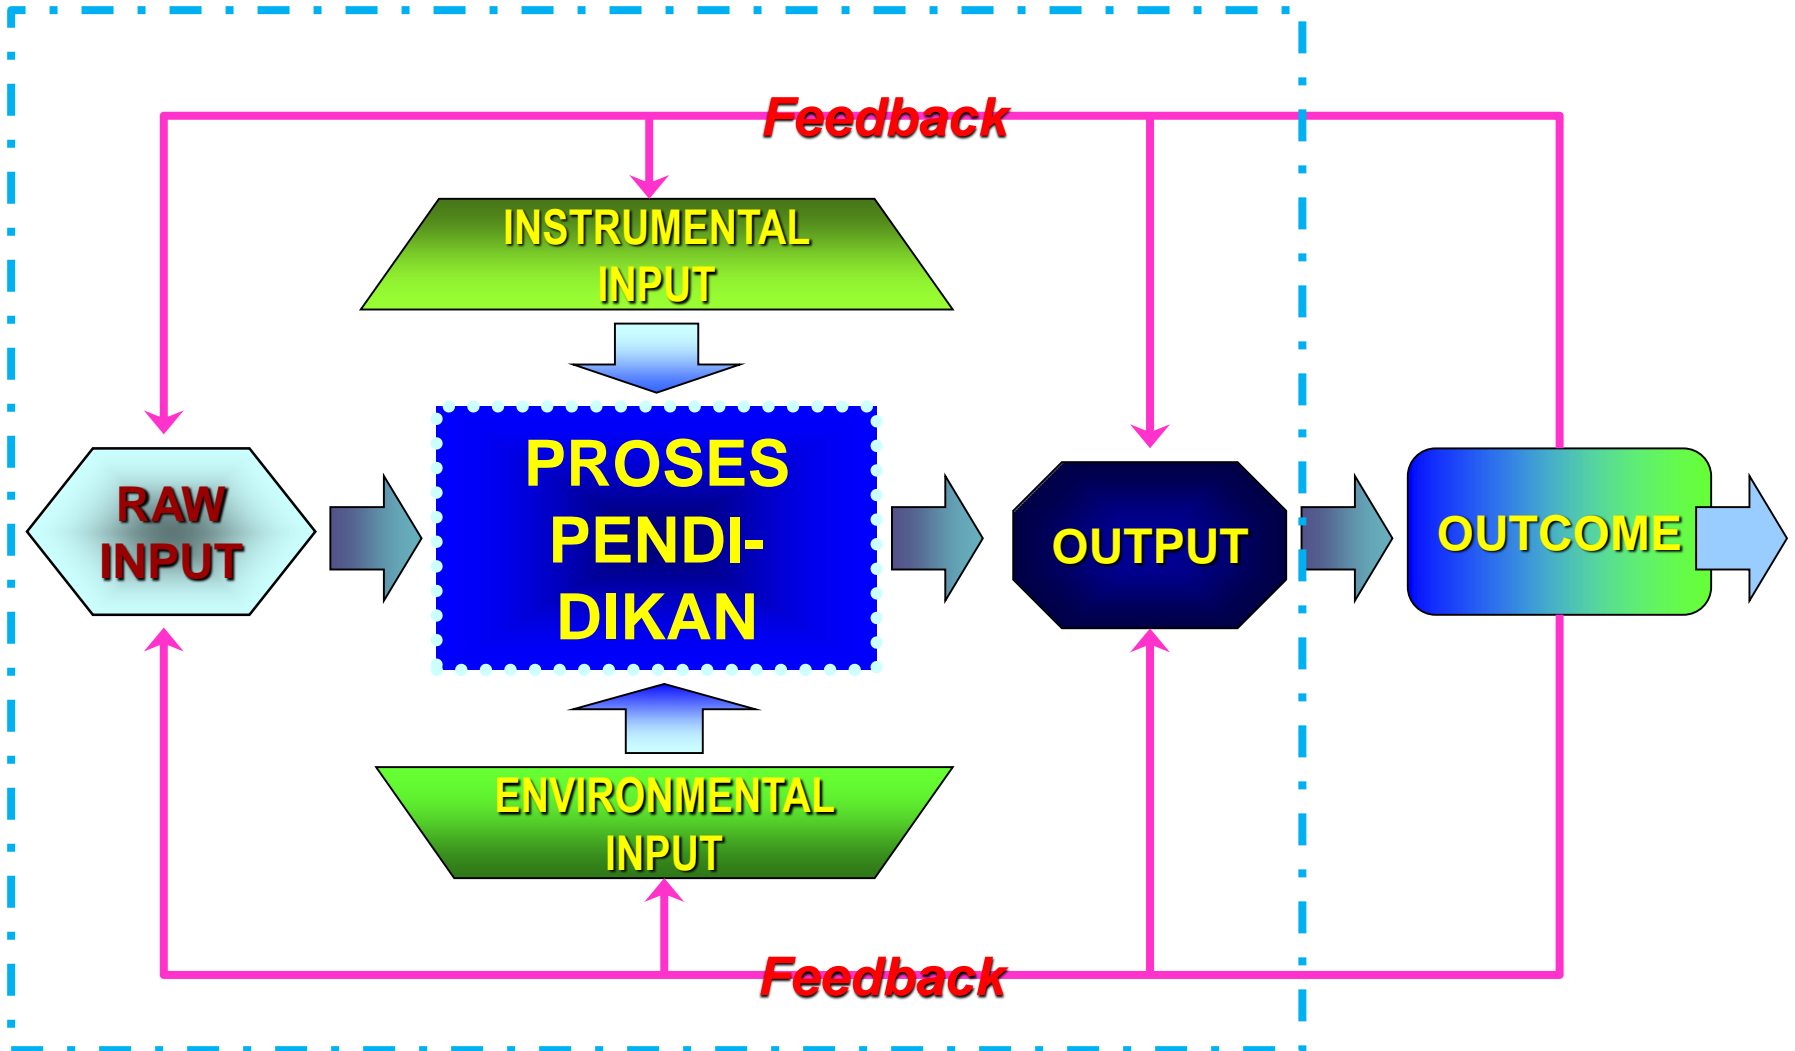 Feedback
INSTRUMENTAL
INPUT
RAW
INPUT
PROSES
PENDI-
DIKAN
OUTPUT
OUTCOME
ENVIRONMENTAL
INPUT
Feedback